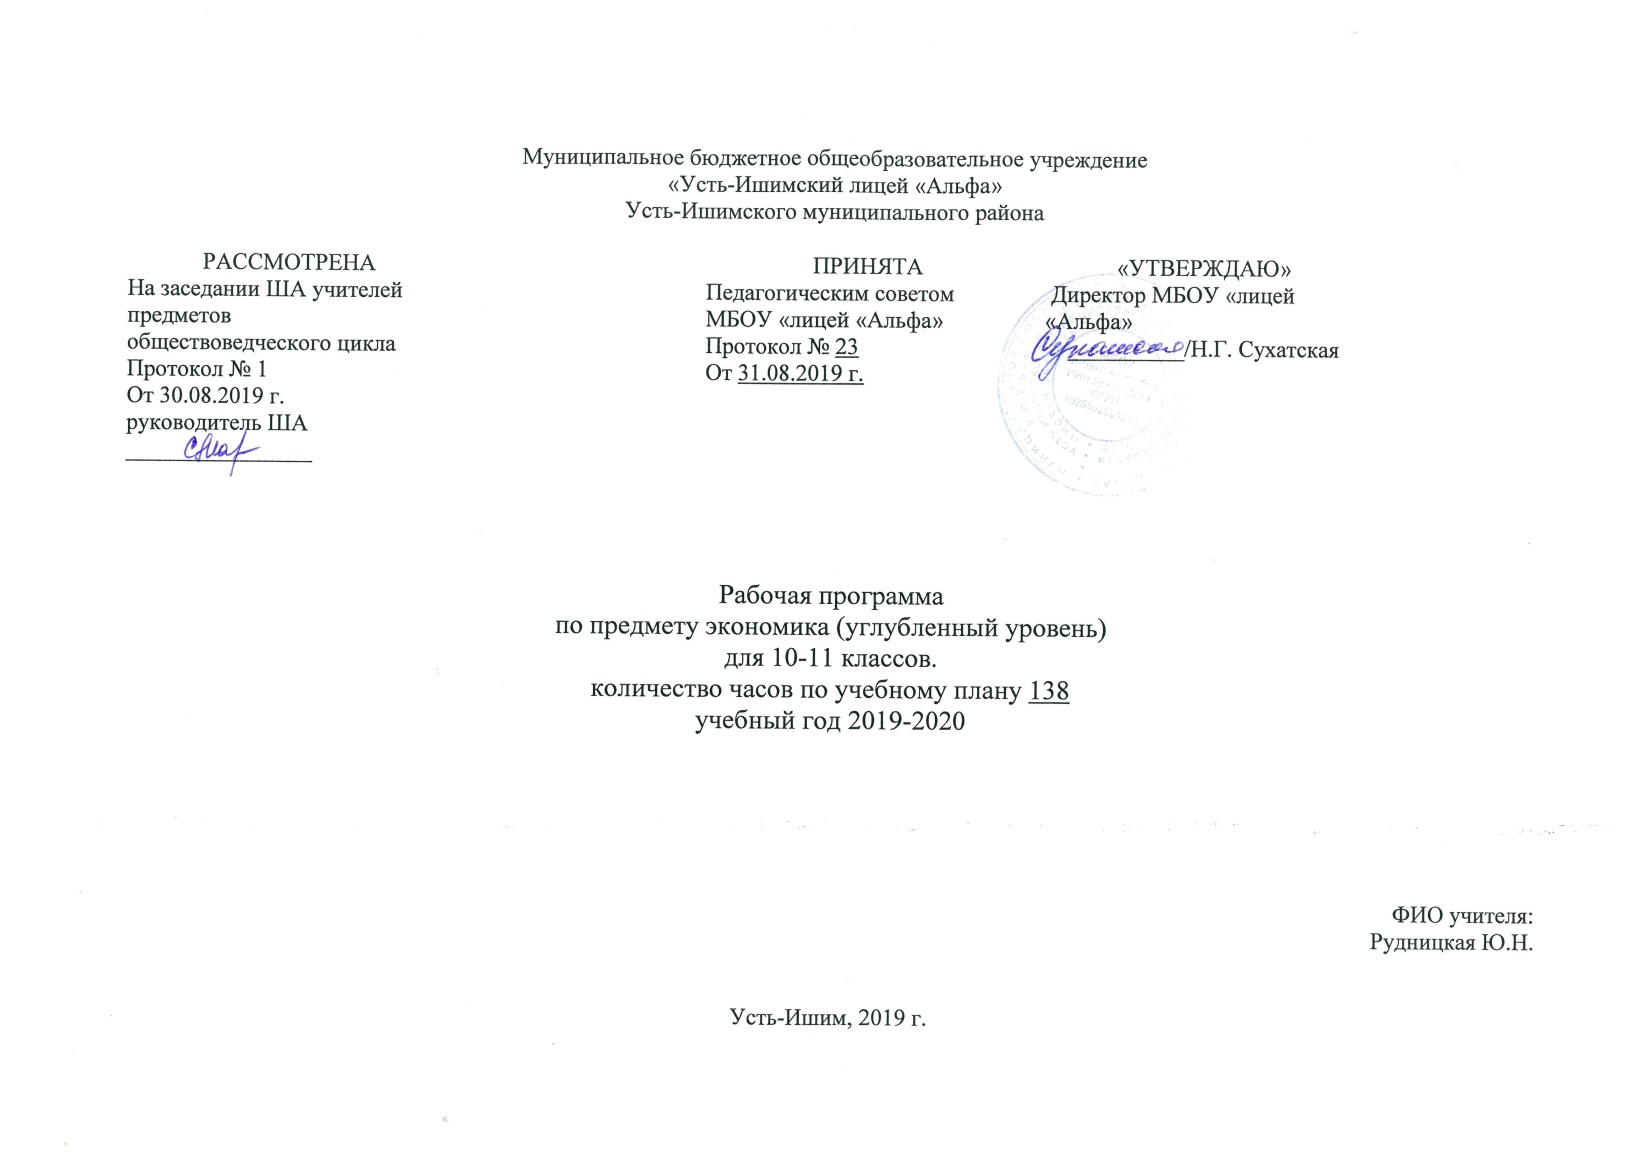 Муниципальное бюджетное общеобразовательное учреждение
«Усть-Ишимский лицей «Альфа»
Усть-Ишимского муниципального района
РАССМОТРЕНА
На заседании ША учителей
предметов
обществоведческого цикла
Протокол № 1
От 30.08.2019 г.
руководитель ША
ПРИНЯТА
Педагогическим советом
МБОУ «лицей «Альфа»
Протокол № 23
От 31.08.2019 г.
«УТВЕРЖДАЮ»
Директор МБОУ «лицей
«Альфа»
/Н.Г. Сухатская
Рабочая программа
по предмету экономика (углубленный уровень)
для 10-11 классов.
количество часов по учебному плану 138
учебный год 2019-2020
ФИО учителя:
Рудницкая Ю.Н.
Усть-Ишим, 2019 г.